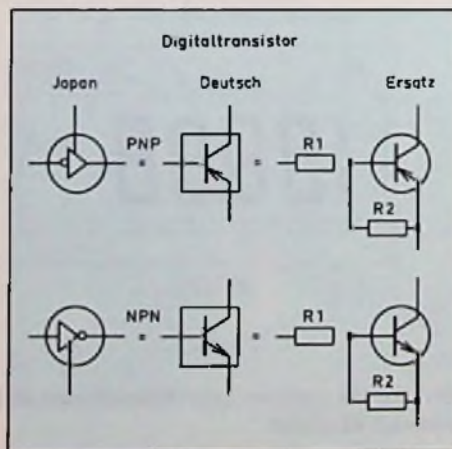 Digitaltransistor
Japan Deutsch Ersatz
PNP = = R1
R2
NPN = = R1
R2